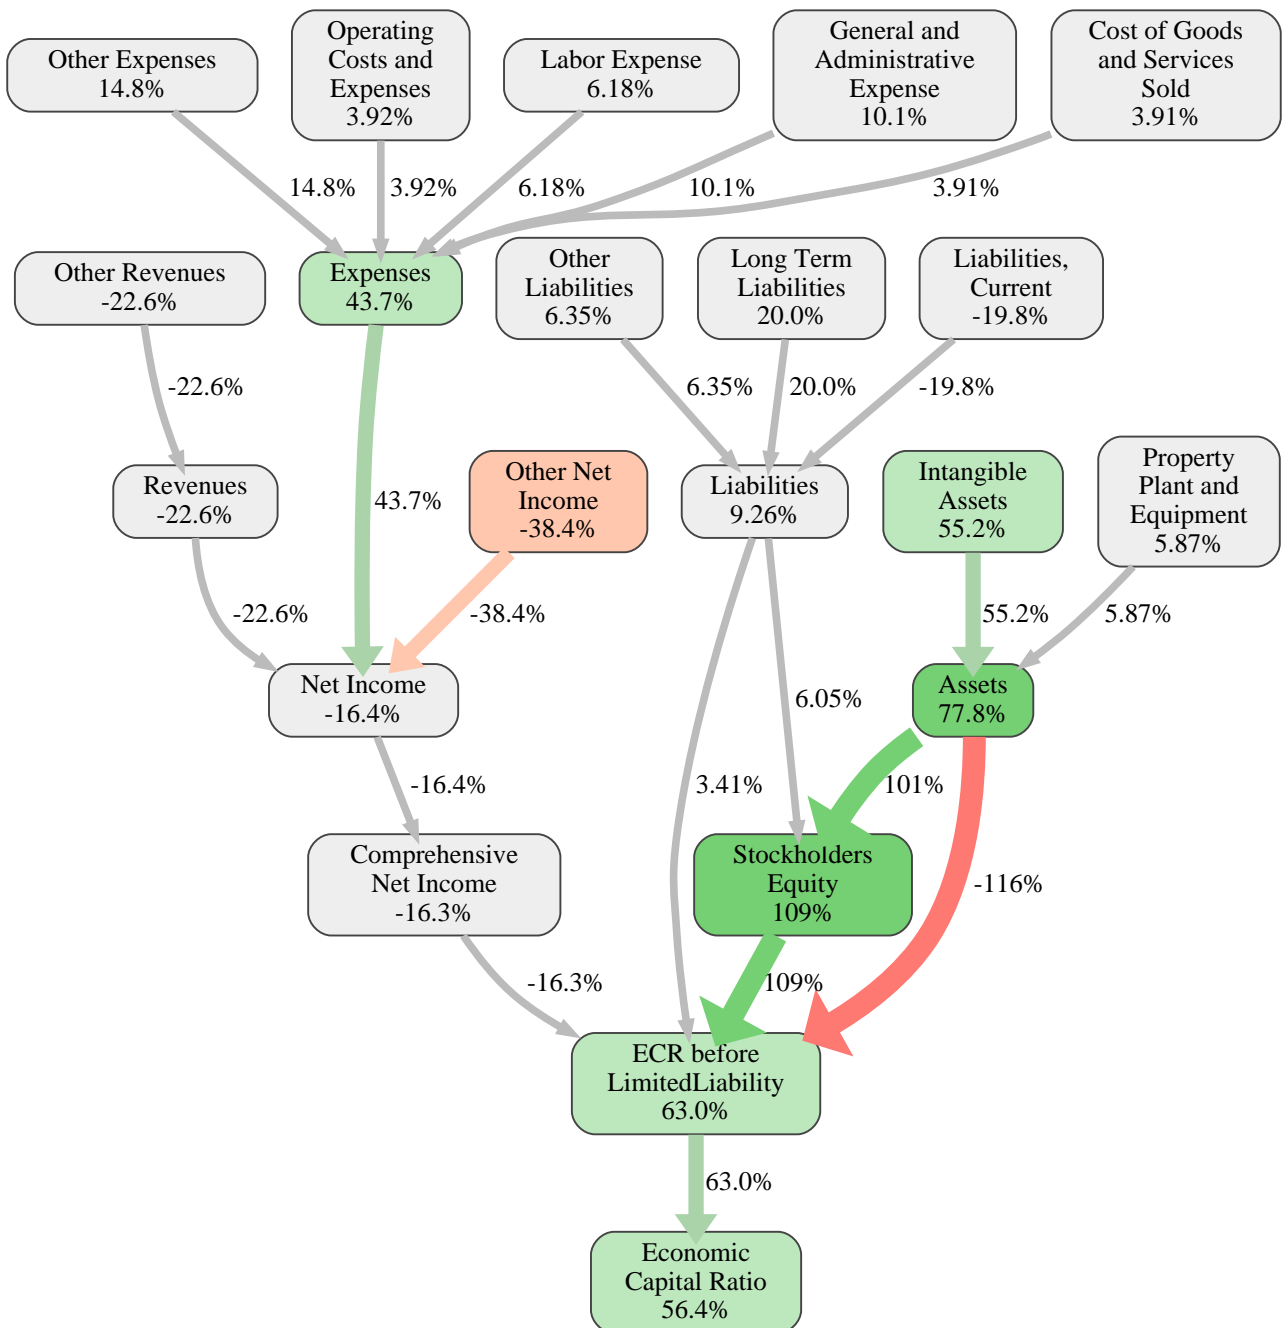 Other Expenses
14.8%
Operating
Costs and
Expenses
3.92%
Labor Expense
6.18%
General and
Administrative
Expense
10.1%
Cost of Goods
and Services
Sold
3.91%
14.8%
3.92%
6.18%
10.1%
3.91%
Other Revenues
-22.6%
Expenses
43.7%
Other
Liabilities
6.35%
Long Term
Liabilities
20.0%
Liabilities,
Current
-19.8%
-22.6%
6.35%
20.0%
-19.8%
Revenues
-22.6%
43.7%
Other Net
Income
-38.4%
Liabilities
9.26%
Intangible
Assets
55.2%
Property
Plant and
Equipment
5.87%
-22.6%
-38.4%
55.2%
5.87%
Net Income
-16.4%
6.05%
Assets
77.8%
-16.4%
3.41%
101%
Comprehensive
Net Income
-16.3%
Stockholders
Equity
109%
-116%
-16.3%
109%
ECR before
LimitedLiability
63.0%
63.0%
Economic
Capital Ratio
56.4%